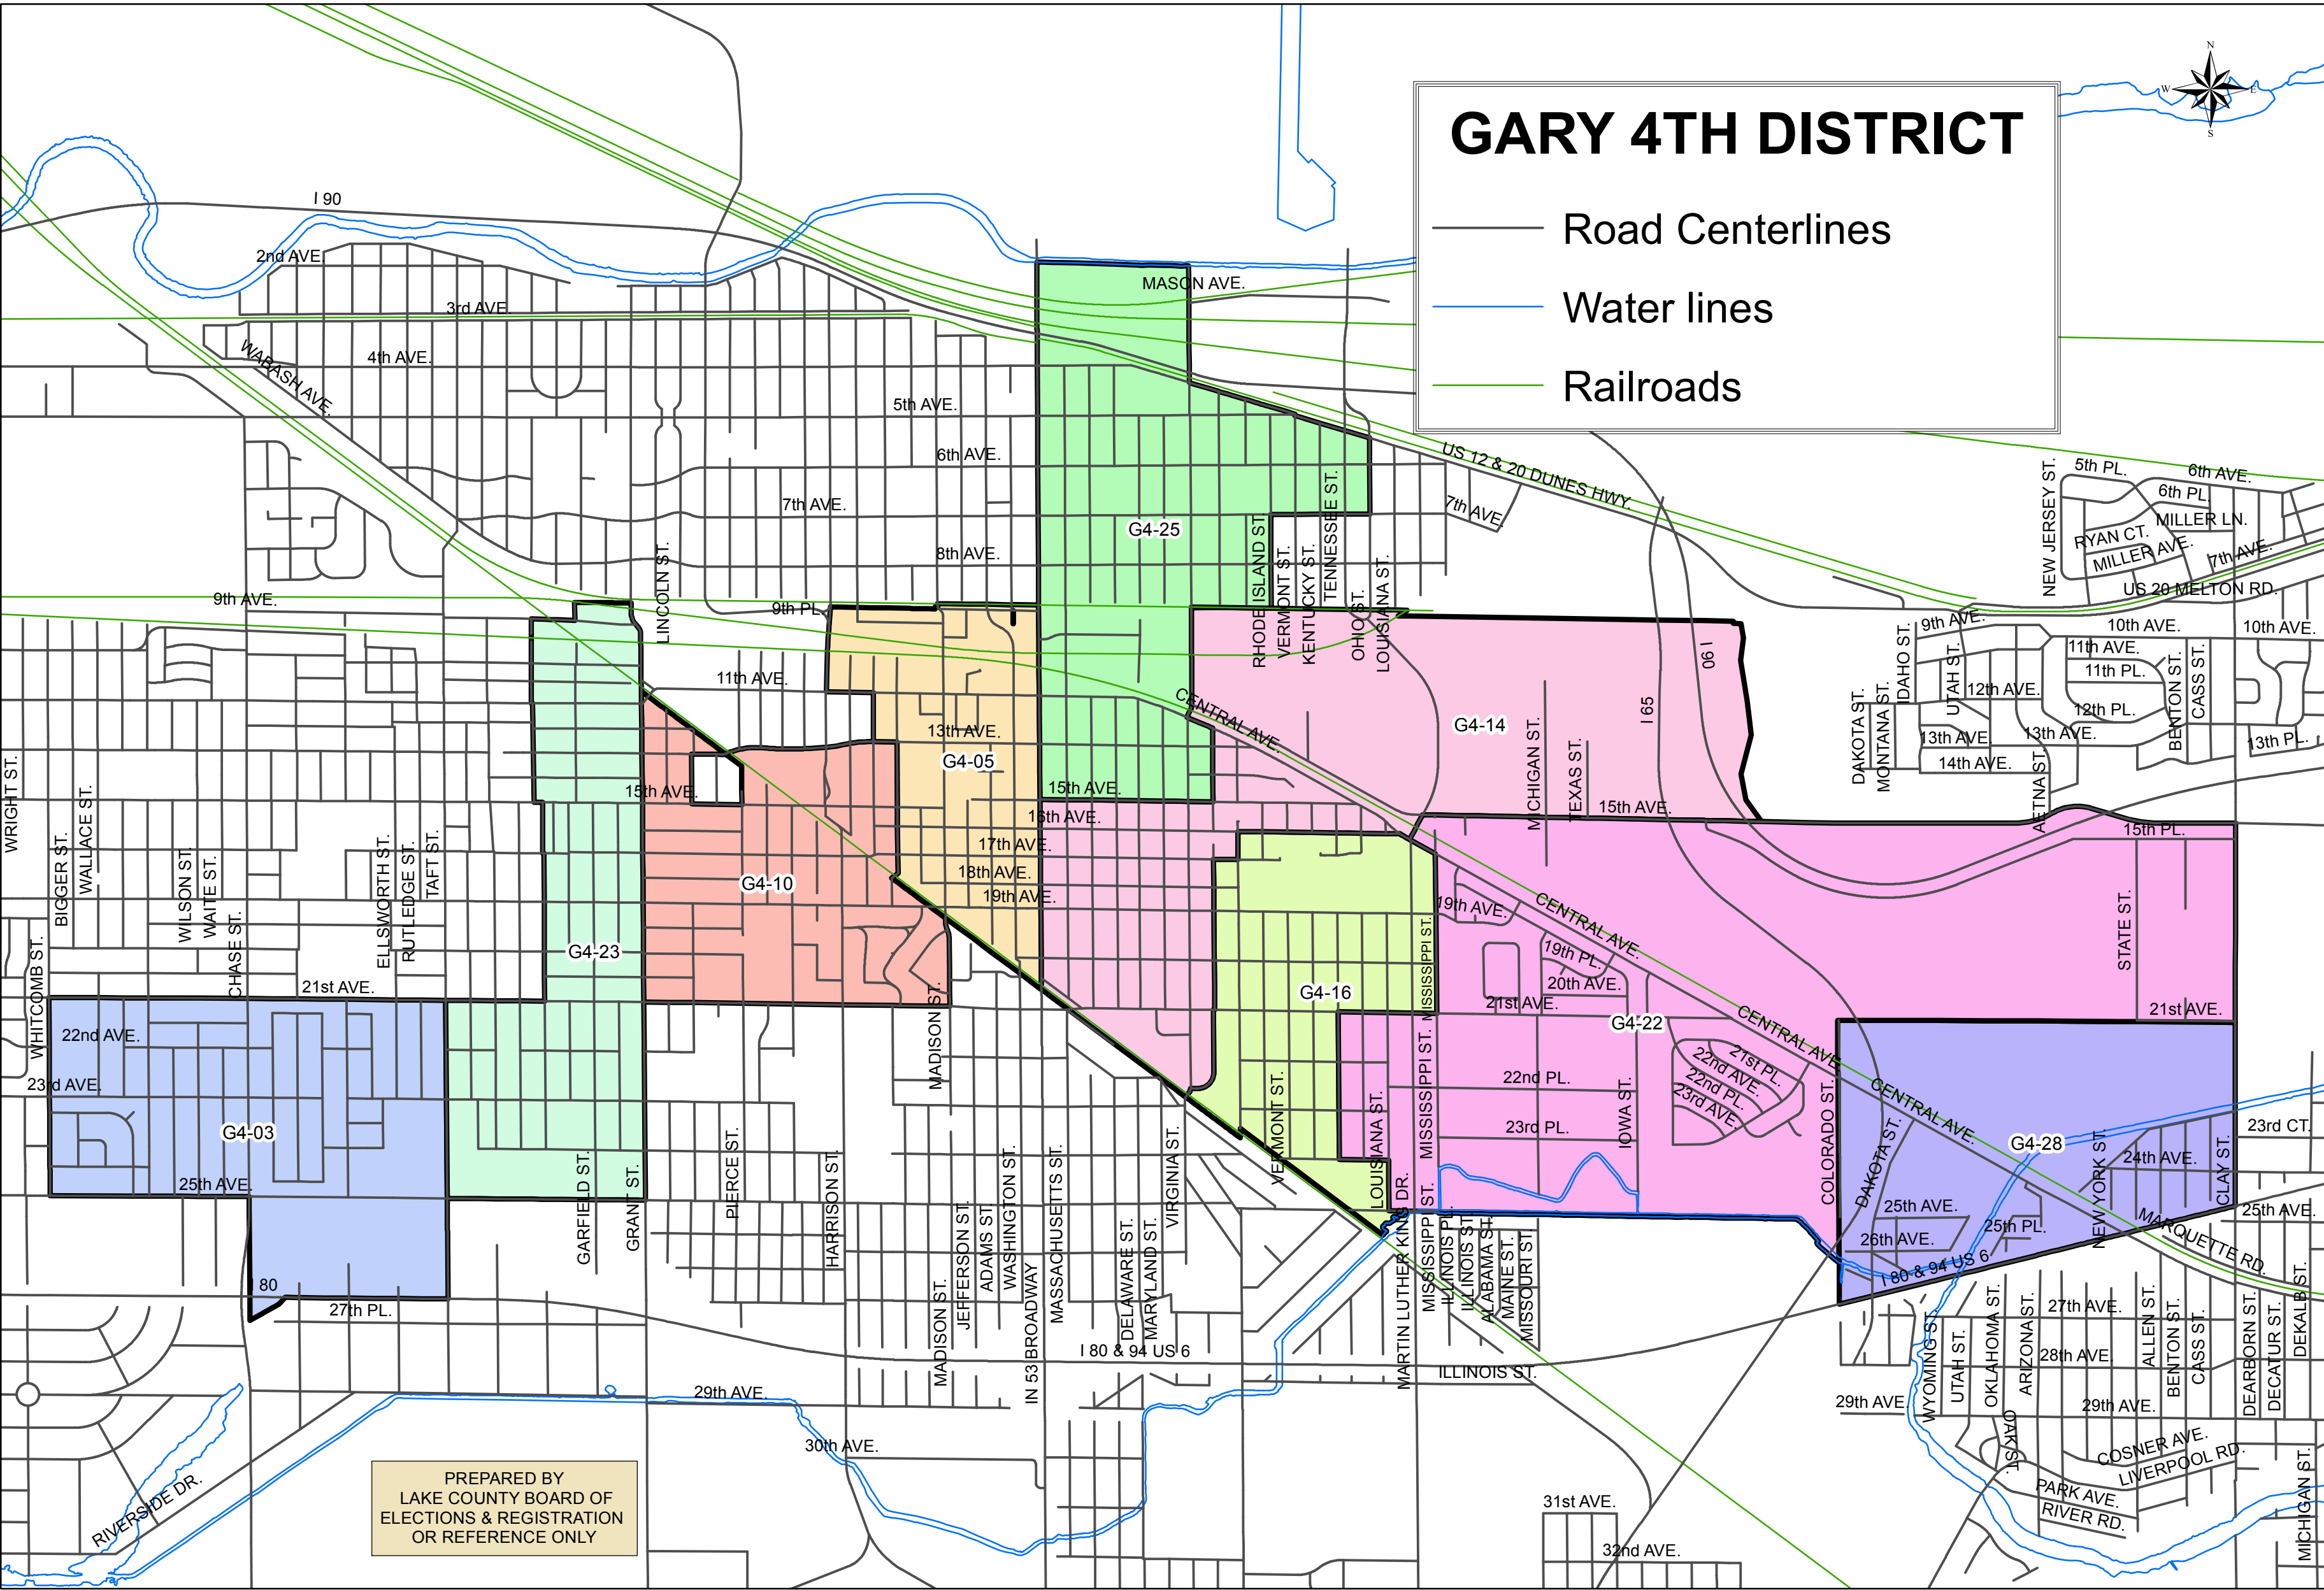 GARY 4TH DISTRICT
Road Centerlines
Water lines
Railroads
N
W
E
S
I 90
2nd AVE.
MASON AVE.
3rd AVE.
WABASH AVE.
4th AVE.
5th AVE.
6th AVE.
US 12 & 20 DUNES HWY.
7th AVE.
7th AVE.
8th AVE.
NEW JERSEY ST.
5th PL.
6th AVE.
6th PL.
MILLER LN.
RYAN CT.
MILLER AVE.
7th AVE.
US 20 MELTON RD.
G4-25
RHODE ISLAND ST.
VERMONT ST.
KENTUCKY ST.
TENNESSEE ST.
OHIO ST.
LOUISIANA ST.
LINCOLN ST.
9th AVE.
9th PL.
9th AVE.
10th AVE.
10th AVE.
11th AVE.
11th AVE.
11th PL.
IDAHO ST.
UTAH ST.
12th AVE.
12th PL.
BENTON ST.
CASS ST.
DAKOTA ST.
MONTANA ST.
13th AVE.
13th AVE.
13th AVE.
13th PL.
14th AVE.
AETNA ST.
CENTRAL AVE.
G4-14
I 65
I 90
MICHIGAN ST.
TEXAS ST.
G4-05
15th AVE.
15th AVE.
15th AVE.
15th PL.
16th AVE.
17th AVE.
18th AVE.
19th AVE.
WRIGHT ST.
BIGGER ST.
WALLACE ST.
WILSON ST.
WAITE ST.
CHASE ST.
ELLSWORTH ST.
RUTLEDGE ST.
TAFT ST.
WHITCOMB ST.
G4-10
G4-23
19th AVE.
CENTRAL AVE.
19th PL.
20th AVE.
21st AVE.
STATE ST.
21st AVE.
MISSISSIPPI ST.
G4-16
G4-22
21st AVE.
22nd AVE.
23rd AVE.
G4-03
25th AVE.
MADISON ST.
CENTRAL AVE.
21st PL.
22nd AVE.
22nd PL.
23rd AVE.
22nd PL.
23rd PL.
IOWA ST.
COLORADO ST.
DAKOTA ST.
CENTRAL AVE.
G4-28
23rd CT.
24th AVE.
NEW YORK ST.
CLAY ST.
25th AVE.
25th AVE.
25th PL.
26th AVE.
MARQUETTE RD.
I 80 & 94 US 6
VERMONT ST.
LOUISIANA ST.
MISSISSIPPI ST.
MARTIN LUTHER KING DR.
MISSISSIPPI ST.
ILLINOIS PL.
ILLINOIS ST.
ALABAMA ST.
MAINE ST.
MISSOURI ST.
GARFIELD ST.
GRANT ST.
PIERCE ST.
HARRISON ST.
MADISON ST.
JEFFERSON ST.
ADAMS ST.
WASHINGTON ST.
IN 53 BROADWAY
MASSACHUSETTS ST.
DELAWARE ST.
MARYLAND ST.
VIRGINIA ST.
I 80
27th PL.
I 80 & 94 US 6
ILLINOIS ST.
29th AVE.
30th AVE.
RIVERSIDE DR.
WYOMING ST.
UTAH ST.
OKLAHOMA ST.
ARIZONA ST.
27th AVE.
28th AVE.
ALLEN ST.
BENTON ST.
CASS ST.
DEARBORN ST.
DECATUR ST.
DEKALB ST.
29th AVE.
29th AVE.
OAK ST.
COSNER AVE.
LIVERPOOL RD.
PARK AVE.
RIVER RD.
MICHIGAN ST.
31st AVE.
32nd AVE.
PREPARED BY
LAKE COUNTY BOARD OF
ELECTIONS & REGISTRATION
OR REFERENCE ONLY